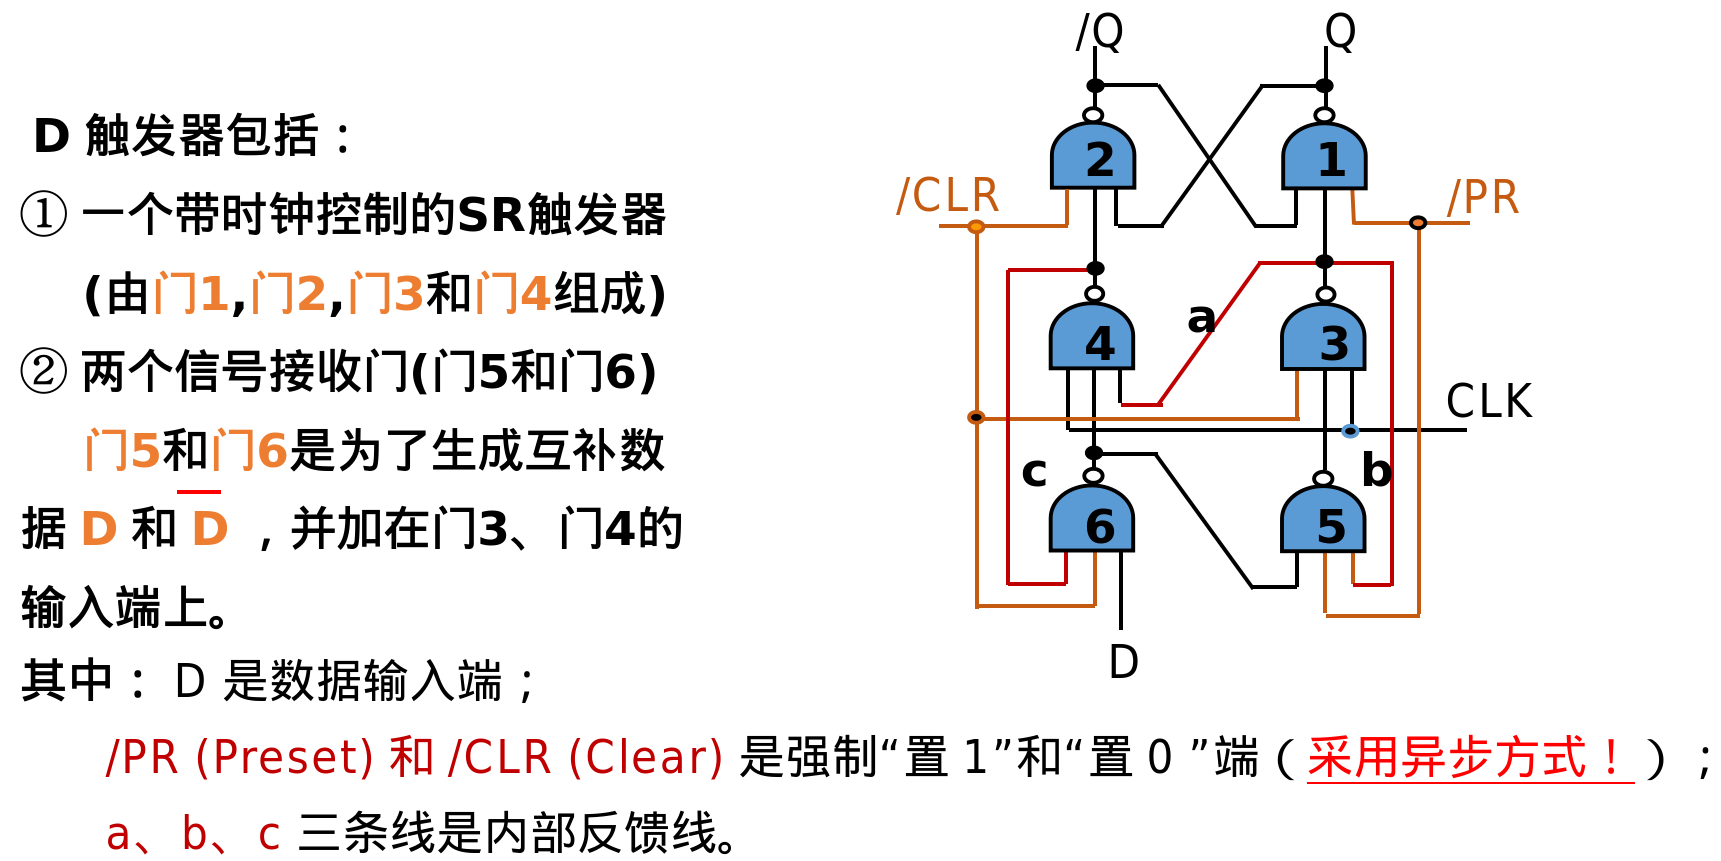 D 触发器包括：
① 一个带时钟控制的SR触发器
(由门1,门2,门3和门4组成)
② 两个信号接收门(门5和门6)
门5和门6是为了生成互补数
据 D 和 D ，并加在门3、门4的
输入端上。
其中：D 是数据输入端；
/PR (Preset) 和 /CLR (Clear) 是强制“置 1”和“置 0 ”端（采用异步方式！）；
a、b、c 三条线是内部反馈线。
/Q
Q
2
1
/CLR
/PR
a
4
3
CLK
c
b
6
5
D